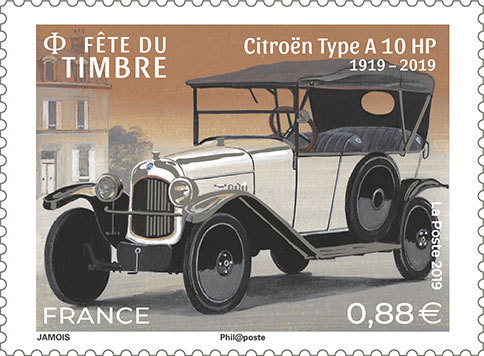 FÊTE DU
TIMBRE
Citroën Type A 10 HP
1919 – 2019
La Poste 2019
FRANCE
0,88 €
JAMOIS
Phil@poste